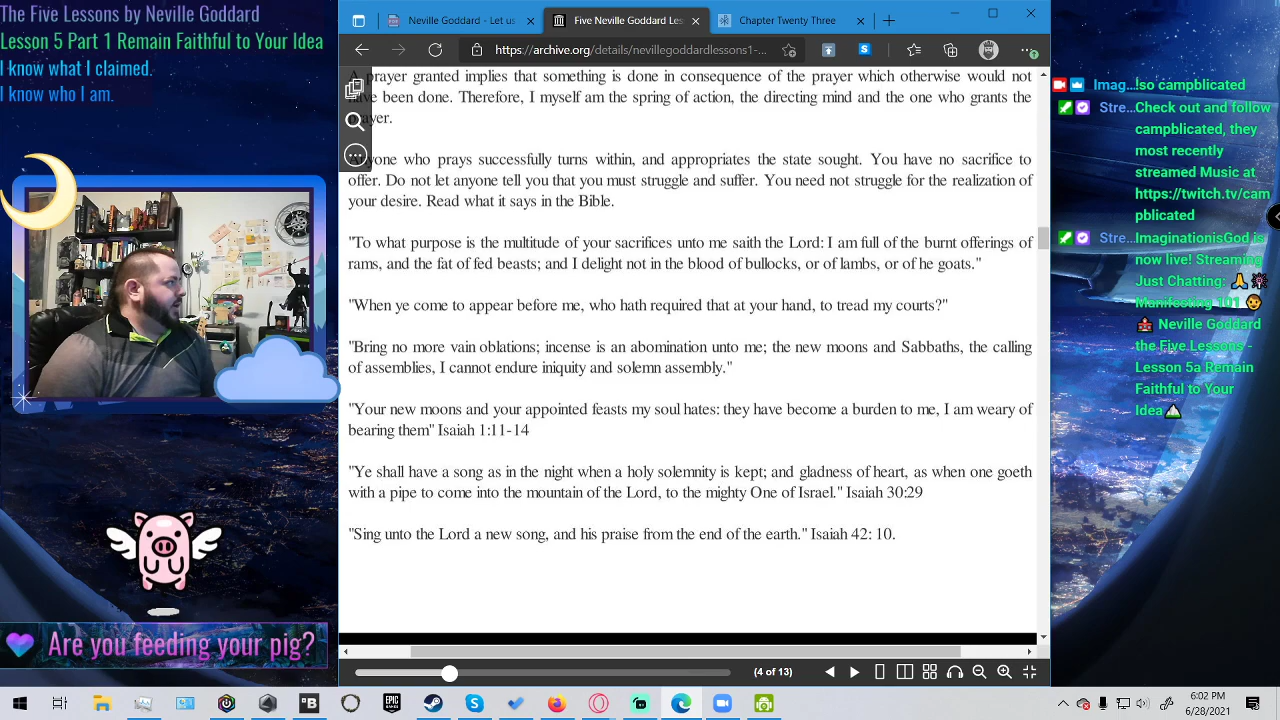 The Five Lessons by Neville Goddard
Lesson 5 Part 1 Remain Faithful to Your Idea
I know what I claimed.
I know who I am.
Neville Goddard - Let us
Five Neville Goddard Les
Chapter Twenty Three
https://archive.org/details/nevillegoddardlessons1-...
A prayer granted implies that something is done in consequence of the prayer which otherwise would not
have been done. Therefore, I myself am the spring of action, the directing mind and the one who grants the
prayer.
Anyone who prays successfully turns within, and appropriates the state sought. You have no sacrifice to
offer. Do not let anyone tell you that you must struggle and suffer. You need not struggle for the realization of
your desire. Read what it says in the Bible.
"To what purpose is the multitude of your sacrifices unto me saith the Lord: I am full of the burnt offerings of
rams, and the fat of fed beasts; and I delight not in the blood of bullocks, or of lambs, or of he goats."
"When ye come to appear before me, who hath required that at your hand, to tread my courts?"
"Bring no more vain oblations; incense is an abomination unto me; the new moons and Sabbaths, the calling
of assemblies, I cannot endure iniquity and solemn assembly."
"Your new moons and your appointed feasts my soul hates: they have become a burden to me, I am weary of
bearing them" Isaiah 1:11-14
"Ye shall have a song as in the night when a holy solemnity is kept; and gladness of heart, as when one goeth
with a pipe to come into the mountain of the Lord, to the mighty One of Israel." Isaiah 30:29
"Sing unto the Lord a new song, and his praise from the end of the earth." Isaiah 42: 10.
(4 of 13)
Imag... !so campblicated
Stre... Check out and follow
campblicated, they
most recently
streamed Music at
https://twitch.tv/cam
pblicated
Stre... ImaginationisGod is
now live! Streaming
Just Chatting: 🙏
Manifesting 101
Neville Goddard
the Five Lessons -
Lesson 5a Remain
Faithful to Your
Idea
Are you feeding your pig?
EPIC
GAMES
B
6:02 PM
6/28/2021